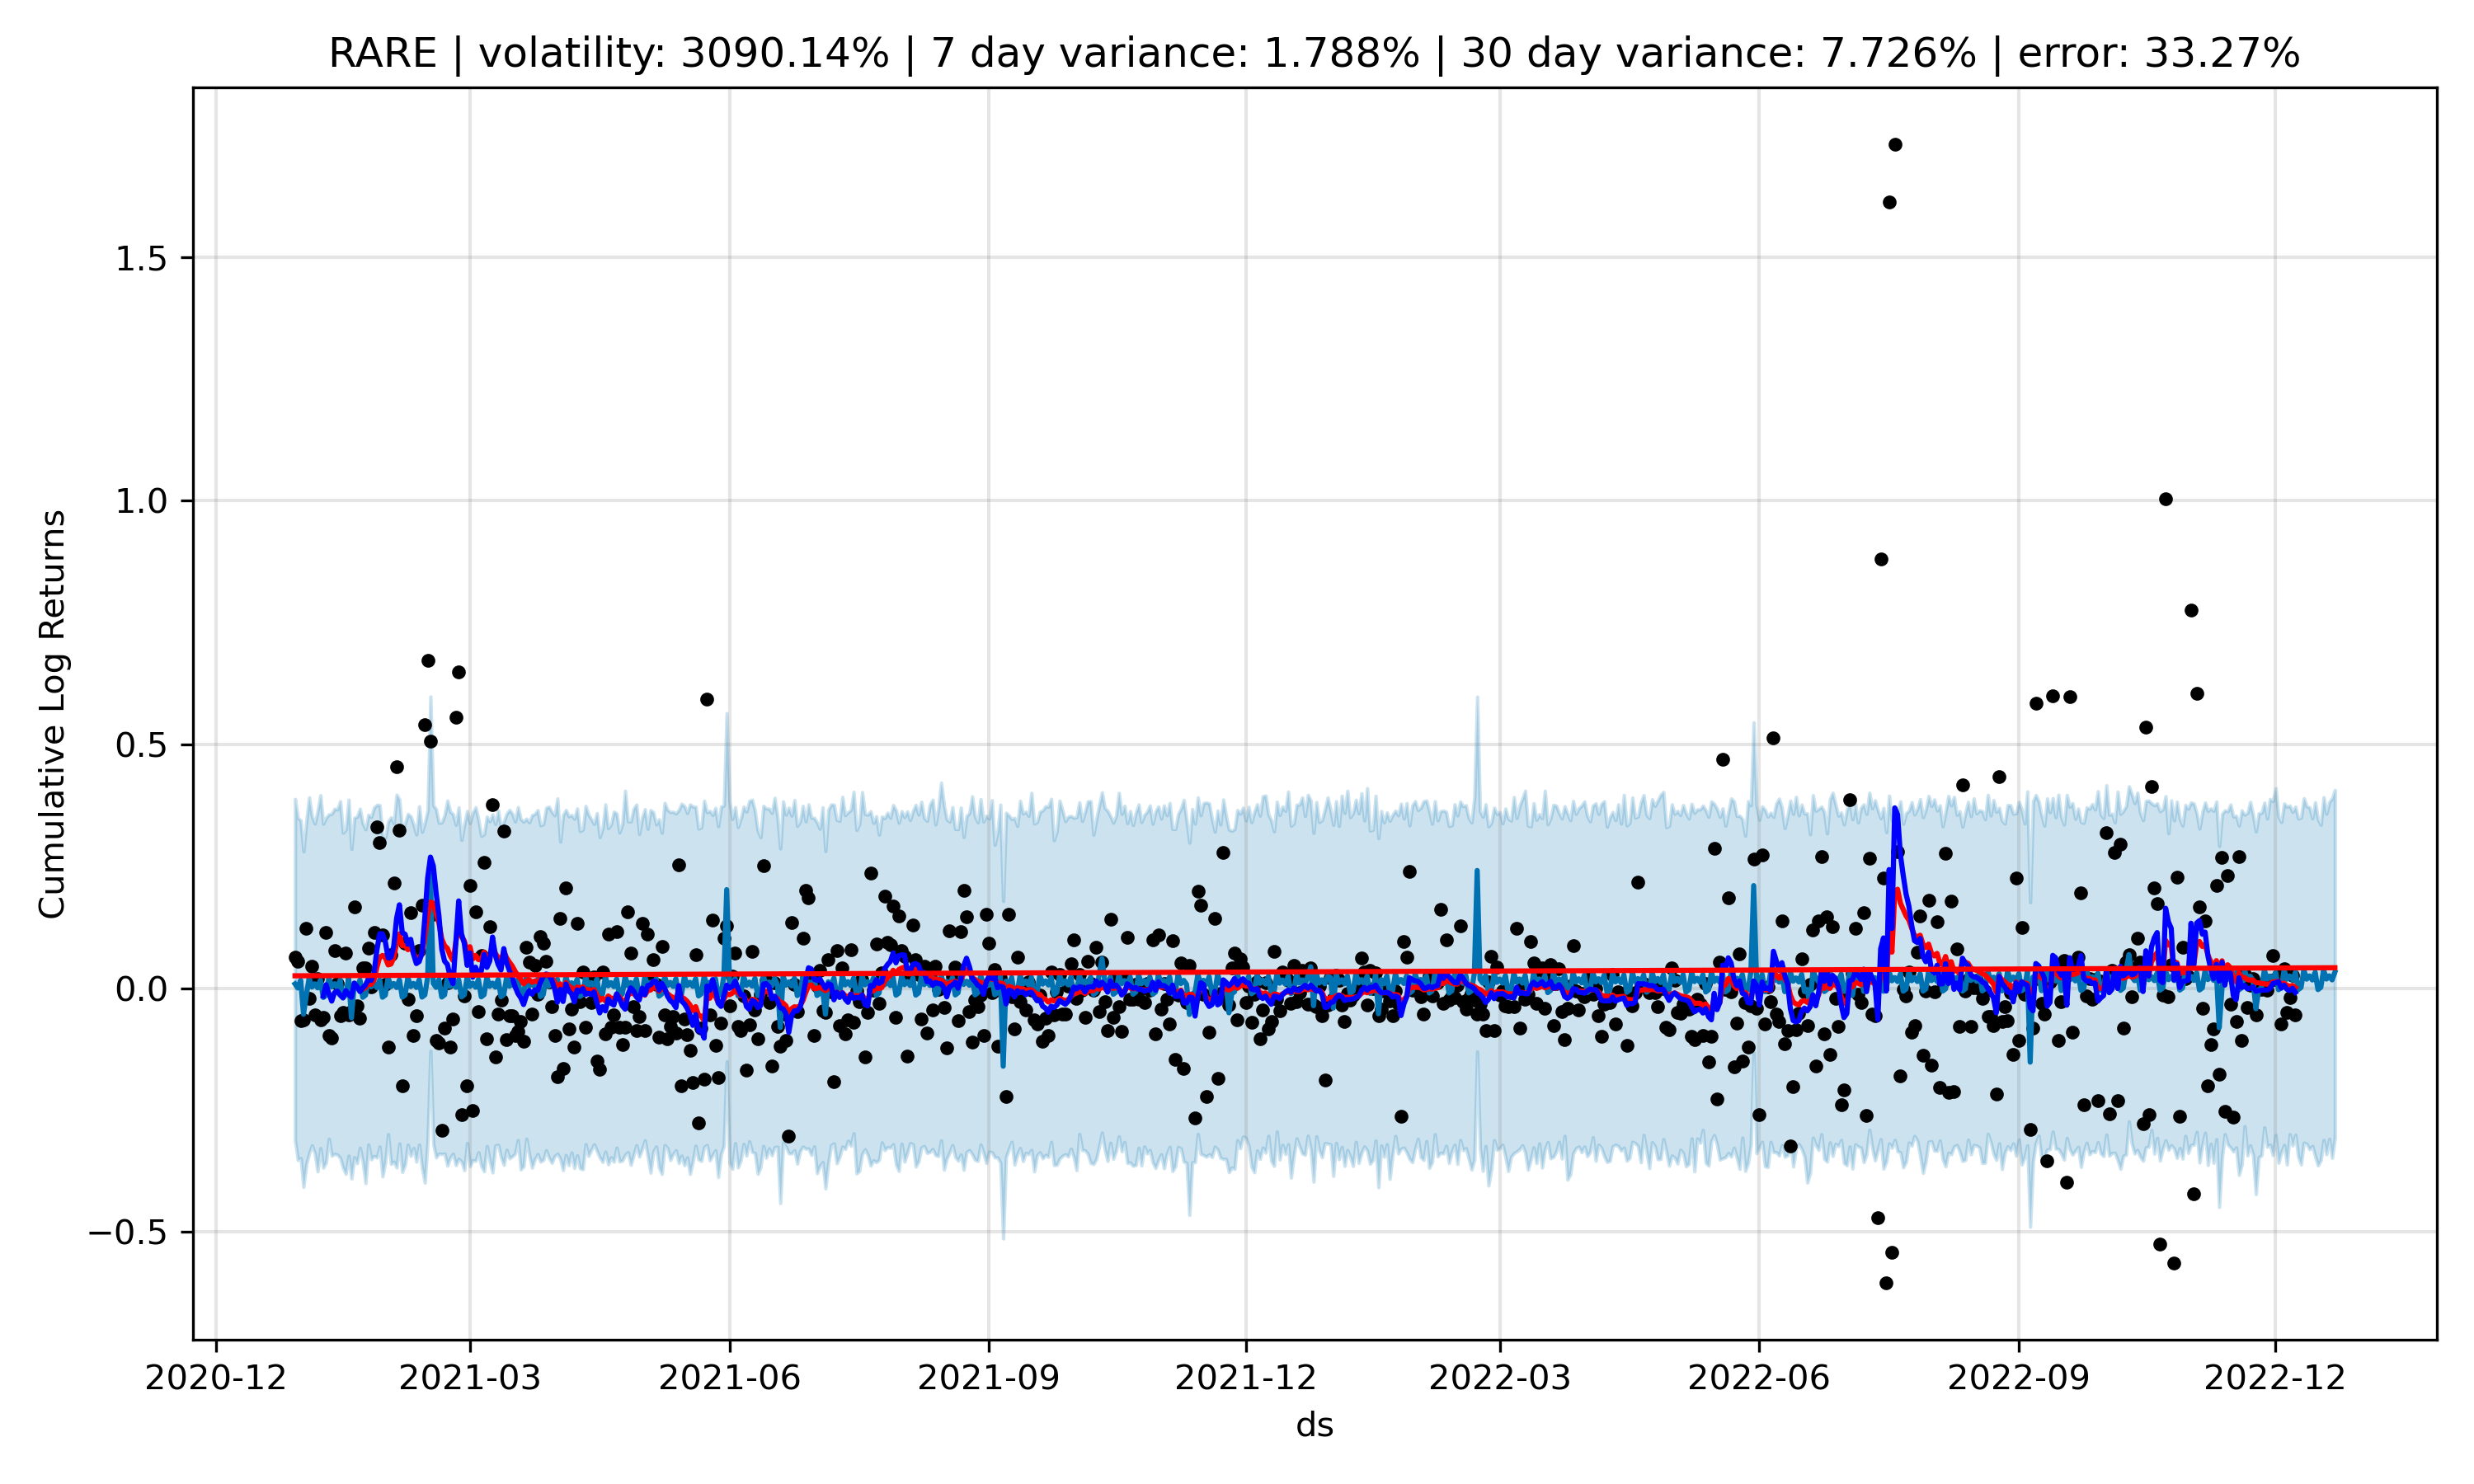 RARE | volatility: 3090.14% | 7 day variance: 1.788% | 30 day variance: 7.726% | error: 33.27%
Cumulative Log Returns
1.5
1.0
0.5
0.0
−0.5
2020-12 2021-03 2021-06 2021-09 2021-12 2022-03 2022-06 2022-09 2022-12
ds